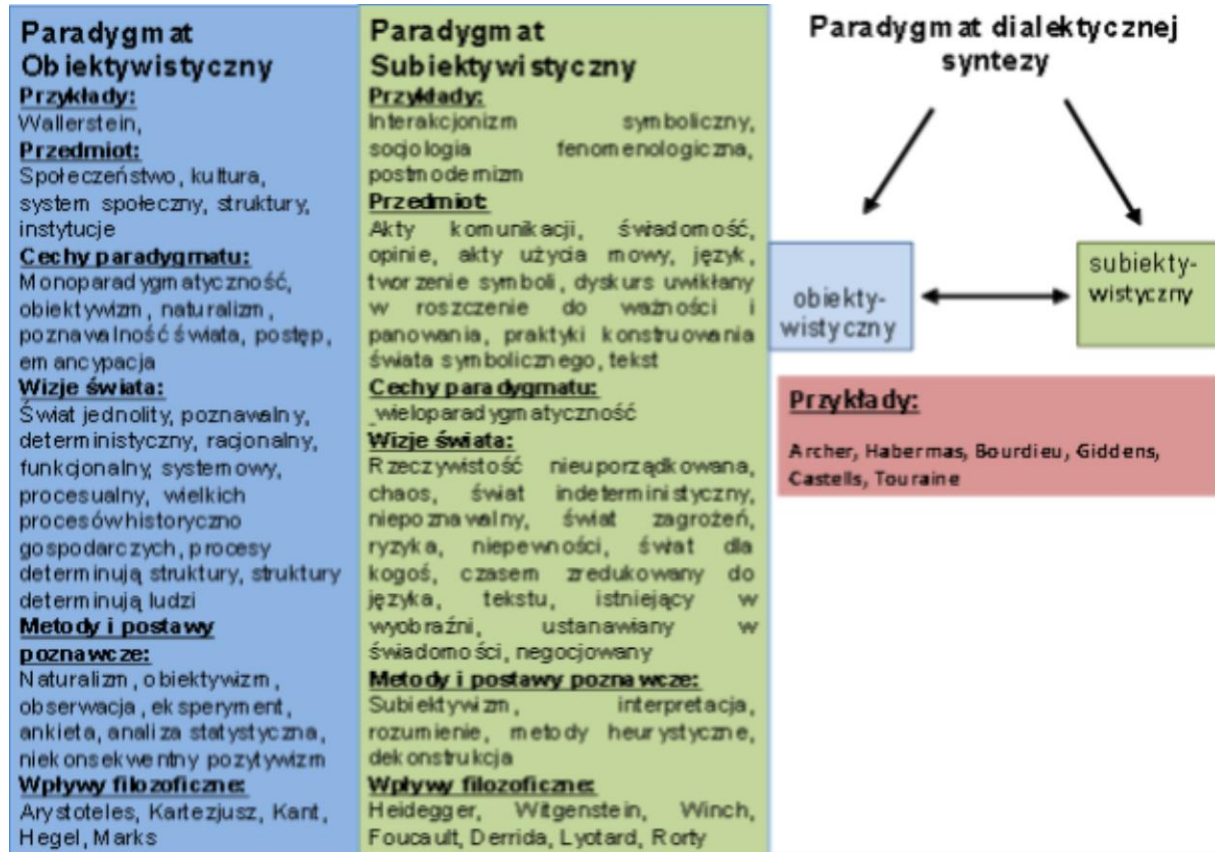 Paradygmat
Obiektywistyczny
Przykłady:
Wallerstein,
Przedmiot:
Społeczeństwo, kultura,
system społeczny, struktury,
instytucje
Cechy paradygmatu:
Monoparadygmatyczność,
obiektywizm, naturalizm,
poznawalność świata, postęp,
emancypacja
Wizje świata:
Świat jednolity, poznawalny,
deterministyczny, racjonalny,
funkcjonalny, systemowy,
procesualny, wielkich
procesów historyczno
gospodarczych, procesy
determinują struktury, struktury
determinują ludzi
Metody i postawy
poznawcze:
Naturalizm, obiektywizm,
obserwacja, eksperyment,
ankieta, analiza statystyczna,
niekonsekwentny pozytywizm
Wpływy filozoficzne:
Arystoteles, Kartezjusz, Kant,
Hegel, Marks
Paradygmat
Subiektywistyczny
Przykłady:
Interakcjonizm symboliczny,
socjologia fenomenologiczna,
postmodernizm
Przedmiot:
Akty komunikacji, świadomość,
opinie, akty użycia mowy, język,
tworzenie symboli, dyskurs uwikłany
w roszczenie do ważności i
panowania, praktyki konstruowania
świata symbolicznego, tekst
Cechy paradygmatu:
_wieloparadygmatyczność
Wizje świata:
Rzeczywistość nieuporządkowana,
chaos, świat indeterministyczny,
niepoznawalny, świat zagrożeń,
ryzyka, niepewności, świat dla
kogoś, czasem zredukowany do
języka, tekstu, istniejący w
wyobraźni, ustanawiany w
świadomości, negocjowany
Metody i postawy poznawcze:
Subiektywizm, interpretacja,
rozumienie, metody heurystyczne,
dekonstrukcja
Wpływy filozoficzne:
Heidegger, Witgenstein, Winch,
Foucault, Derrida, Lyotard, Rorty
Paradygmat dialektycznej
syntezy
obiekty-
wistyczny
subiekty-
wistyczny
Przykłady:
Archer, Habermas, Bourdieu, Giddens,
Castells, Touraine